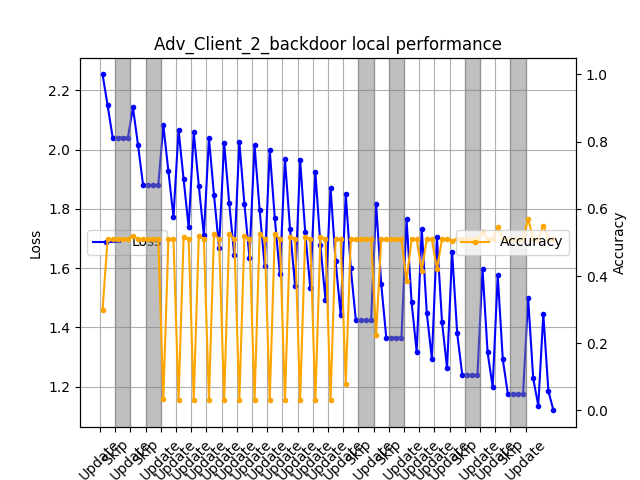 Adv_Client_2_backdoor local performance
Loss
2.2
2.0
1.8
1.6
1.4
1.2
Loss
Accuracy
1.0
0.8
0.6
0.4
0.2
0.0
Accuracy
Update
Skip
Update
Skip
Update
Update
Update
Update
Update
Update
Update
Update
Update
Update
Update
Update
Update
Skip
Update
Skip
Update
Update
Update
Update
Skip
Update
Update
Skip
Update